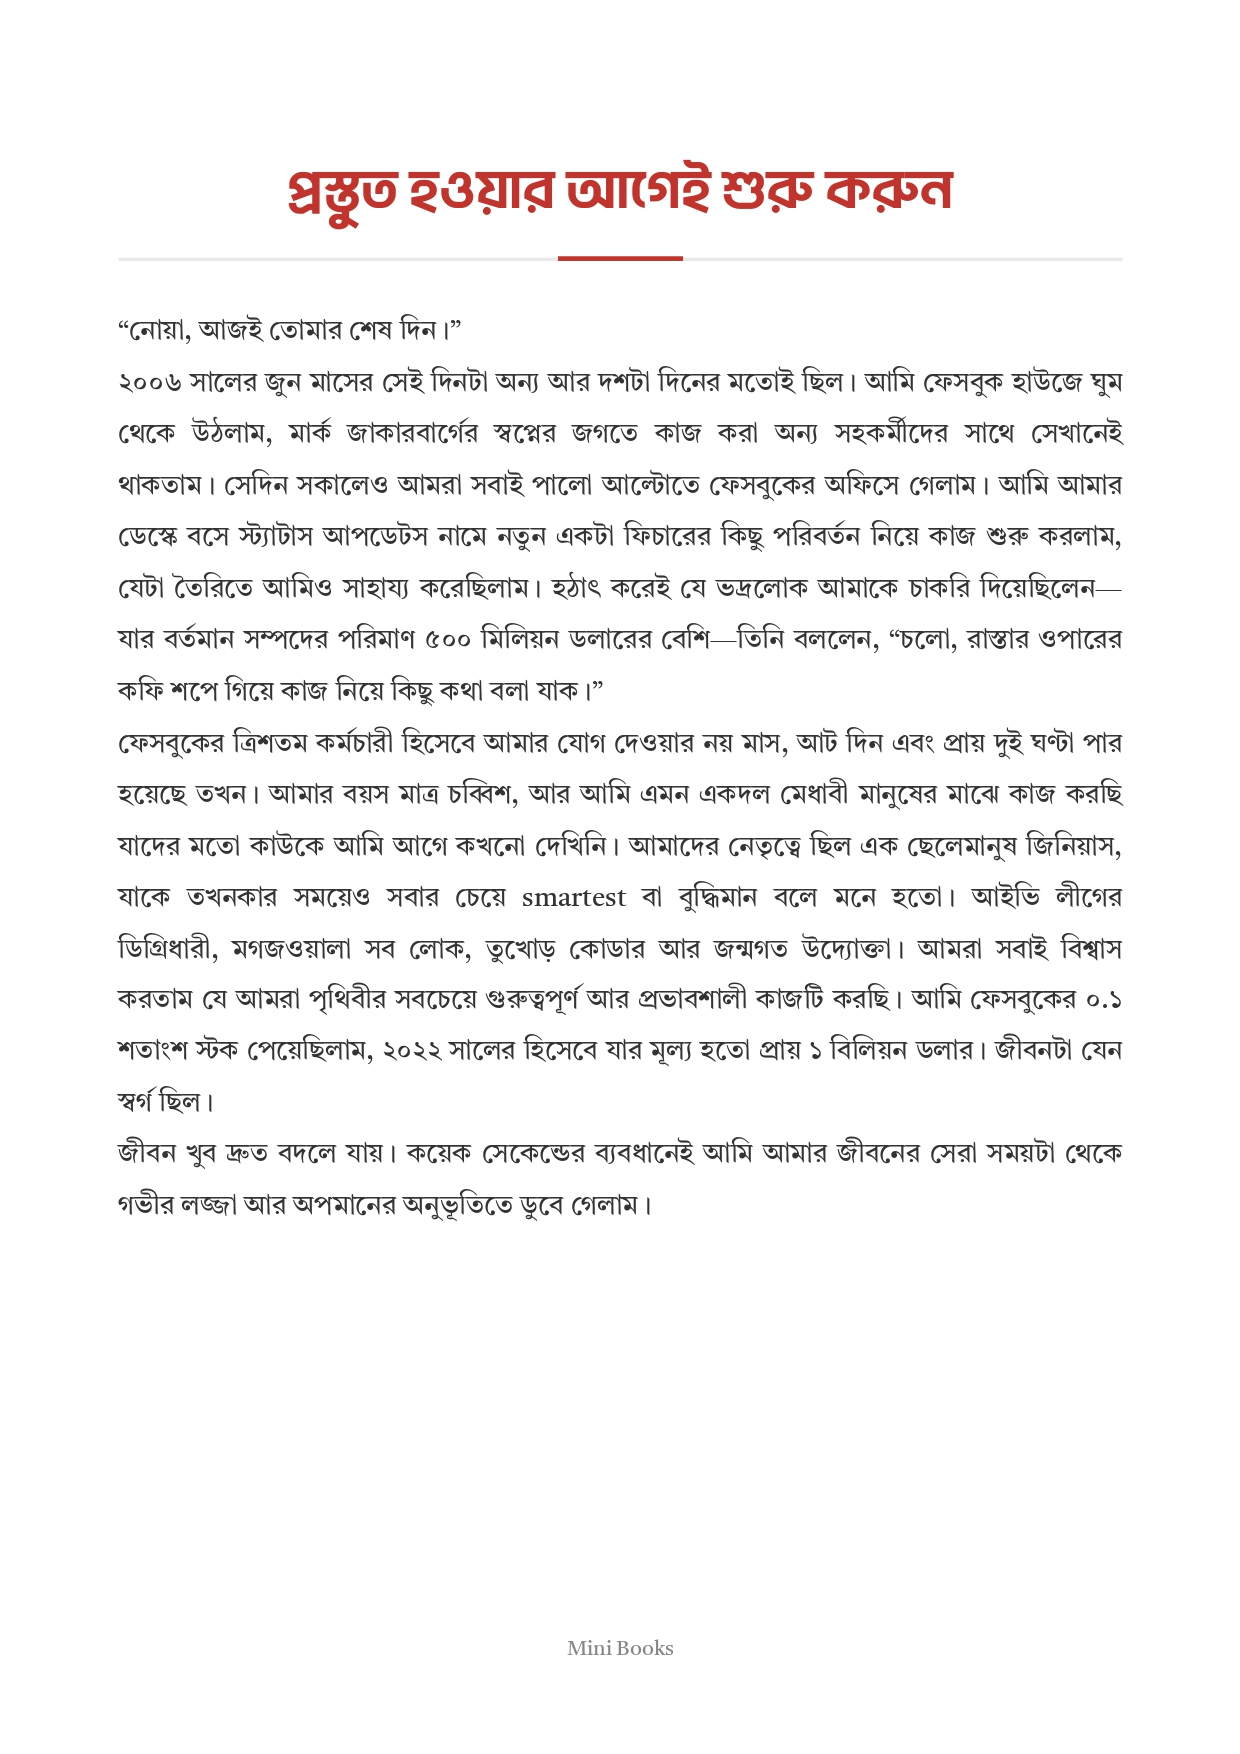 প্রস্তুত হওয়ার আগেই শুরু করুন
“নোয়া, আজই তোমার শেষ দিন।”
২০০৬ সালের জুন মাসের সেই দিনটা অন্য আর দশটা দিনের মতোই ছিল। আমি ফেসবুক হাউজে ঘুম
থেকে উঠলাম, মার্ক জাকারবার্গের স্বপ্নের জগতে কাজ করা অন্য সহকর্মীদের সাথে সেখানেই
থাকতাম। সেদিন সকালেও আমরা সবাই পালো আল্টোতে ফেসবুকের অফিসে গেলাম। আমি আমার
ডেস্কে বসে স্ট্যাটাস আপডেটস নামে নতুন একটা ফিচারের কিছু পরিবর্তন নিয়ে কাজ শুরু করলাম,
যেটা তৈরিতে আমিও সাহায্য করেছিলাম। হঠাৎ করেই যে ভদ্রলোক আমাকে চাকরি দিয়েছিলেন—
যার বর্তমান সম্পদের পরিমাণ ৫০০ মিলিয়ন ডলারের বেশি—তিনি বললেন, “চলো, রাস্তার ওপারের
কফি শপে গিয়ে কাজ নিয়ে কিছু কথা বলা যাক।”
ফেসবুকের ত্রিশতম কর্মচারী হিসেবে আমার যোগ দেওয়ার নয় মাস, আট দিন এবং প্রায় দুই ঘণ্টা পার
হয়েছে তখন। আমার বয়স মাত্র চব্বিশ, আর আমি এমন একদল মেধাবী মানুষের মাঝে কাজ করছি
যাদের মতো কাউকে আমি আগে কখনো দেখিনি। আমাদের নেতৃত্বে ছিল এক ছেলেমানুষ জিনিয়াস,
যাকে তখনকার সময়েও সবার চেয়ে smartest বা বুদ্ধিমান বলে মনে হতো। আইভি লীগের
ডিগ্রিধারী, মগজওয়ালা সব লোক, তুখোড় কোডার আর জন্মগত উদ্যোক্তা। আমরা সবাই বিশ্বাস
করতাম যে আমরা পৃথিবীর সবচেয়ে গুরুত্বপূর্ণ আর প্রভাবশালী কাজটি করছি। আমি ফেসবুকের ০.১
শতাংশ স্টক পেয়েছিলাম, ২০২২ সালের হিসেবে যার মূল্য হতো প্রায় ১ বিলিয়ন ডলার। জীবনটা যেন
স্বর্গ ছিল।
জীবন খুব দ্রুত বদলে যায়। কয়েক সেকেন্ডের ব্যবধানেই আমি আমার জীবনের সেরা সময়টা থেকে
গভীর লজ্জা আর অপমানের অনুভূতিতে ডুবে গেলাম।
Mini Books